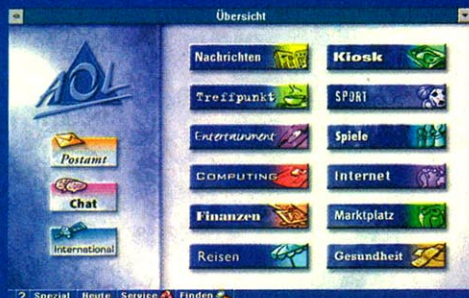 Übersicht
AOL
Postamt
Chat
International
Nachrichten
Kiosk
Treffpunkt
SPORT
Entertainment
Spiele
COMPUTING
Internet
Finanzen
Marktplatz
Reisen
Gesundheit
? Spezial Heute Service Finden